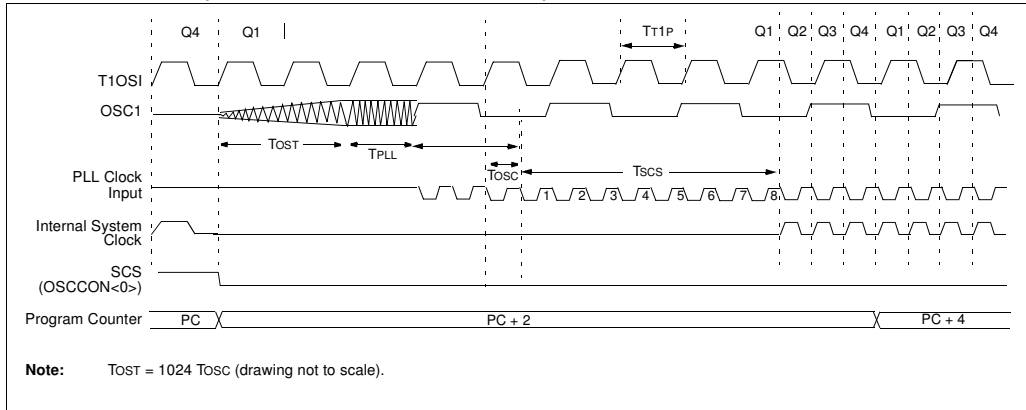 Q4 Q1 TT1P Q1 Q2 Q3 Q4 Q1 Q2 Q3 Q4
T1OSI
OSC1
TOST TPLL
TOSC TSCS
PLL Clock
Input
1 2 3 4 5 6 7 8
Internal System
Clock
SCS
(OSCCON<0>)
Program Counter PC PC + 2 PC + 4
Note: TOST = 1024 TOSC (drawing not to scale).